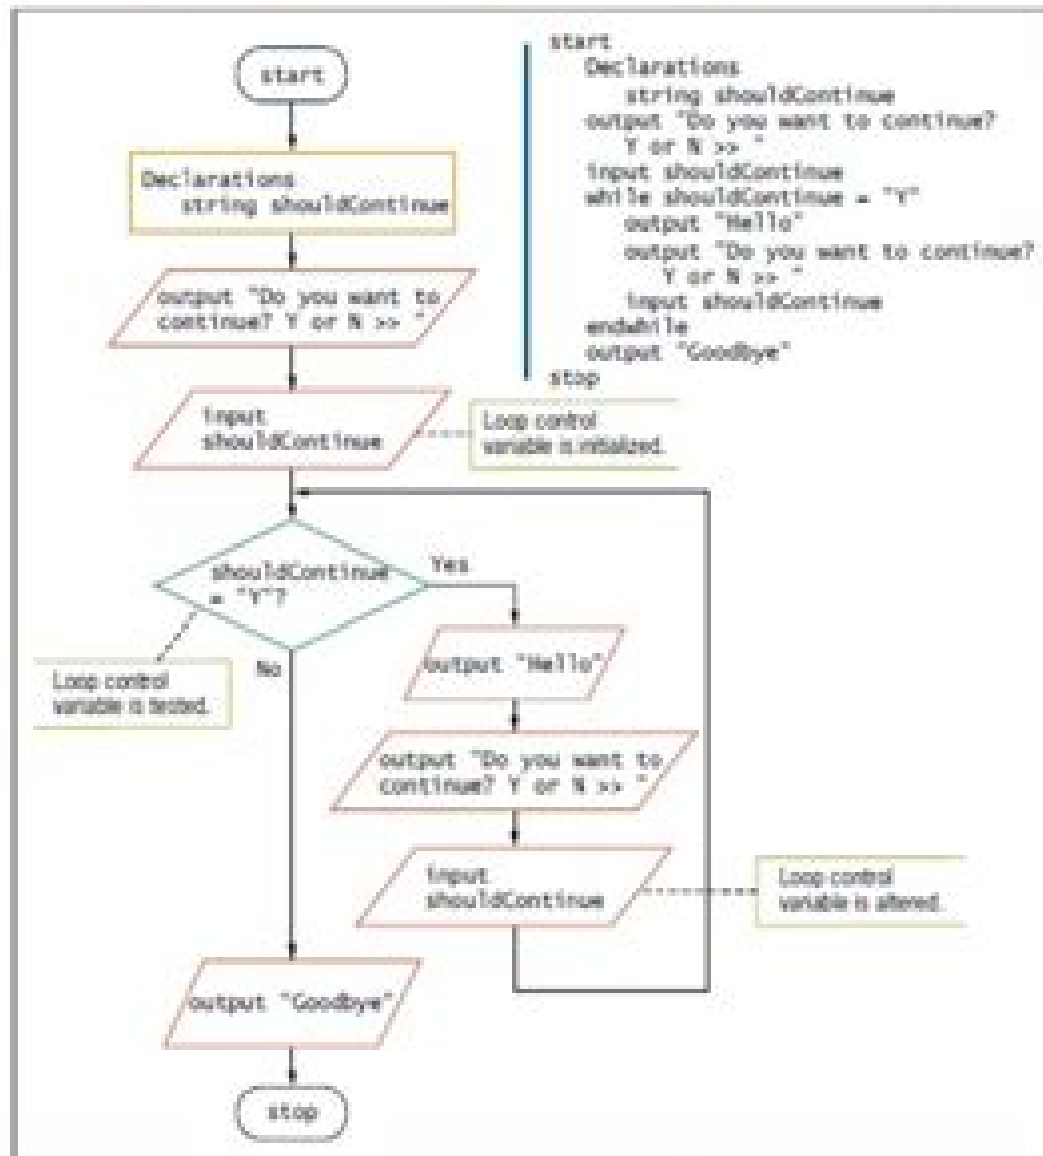 start
Declarations
string shouldContinue
output "Do you want to
continue? Y or N >> "
input
shouldContinue
Loop control
variable is initialized.
shouldContinue
= "Y"?
Yes
No
Loop control
variable is tested.
output "Hello"
output "Do you want to
continue? Y or N >> "
input
shouldContinue
Loop control
variable is altered.
output "Goodbye"
stop
start
Declarations
string shouldContinue
output "Do you want to continue?
Y or N >> "
input shouldContinue
while shouldContinue = "Y"
output "Hello"
output "Do you want to continue?
Y or N >> "
input shouldContinue
endwhile
output "Goodbye"
stop